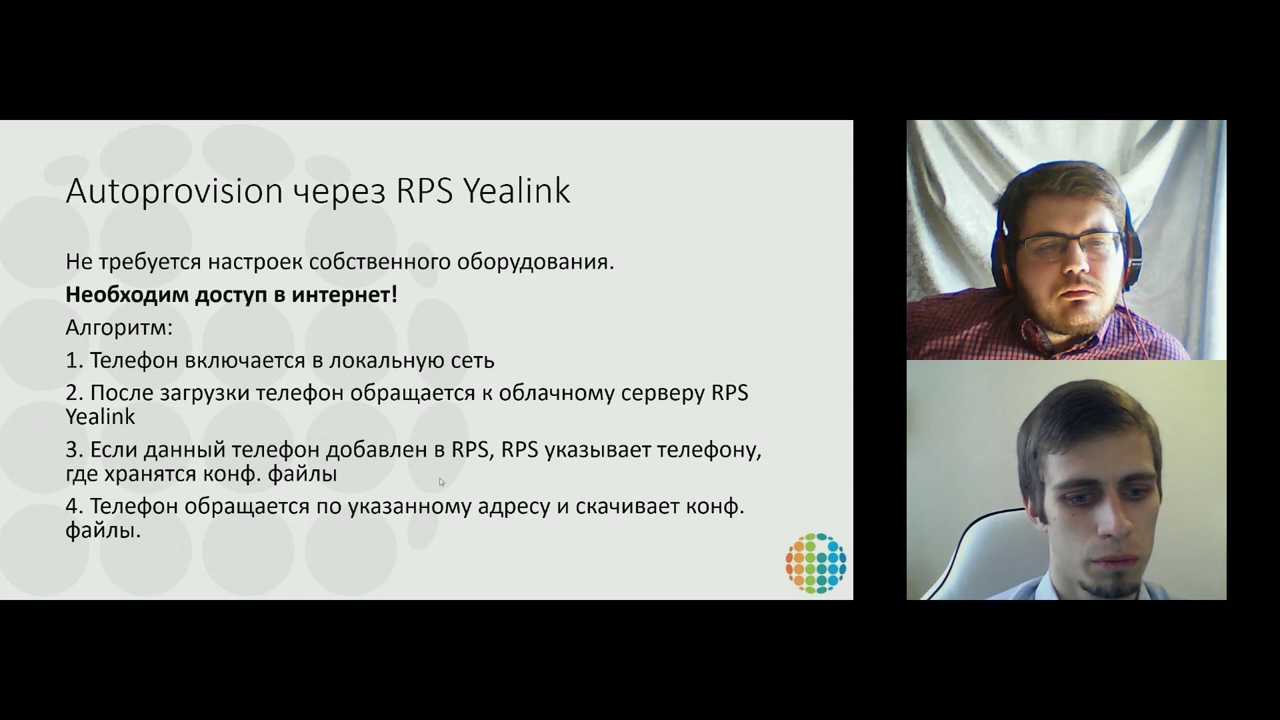 Autoprovision через RPS Yealink
Не требуется настроек собственного оборудования.
Необходим доступ в интернет!
Алгоритм:
1. Телефон включается в локальную сеть
2. После загрузки телефон обращается к облачному серверу RPS
Yealink
3. Если данный телефон добавлен в RPS, RPS указывает телефону,
где хранятся конф. файлы
4. Телефон обращается по указанному адресу и скачивает конф.
файлы.